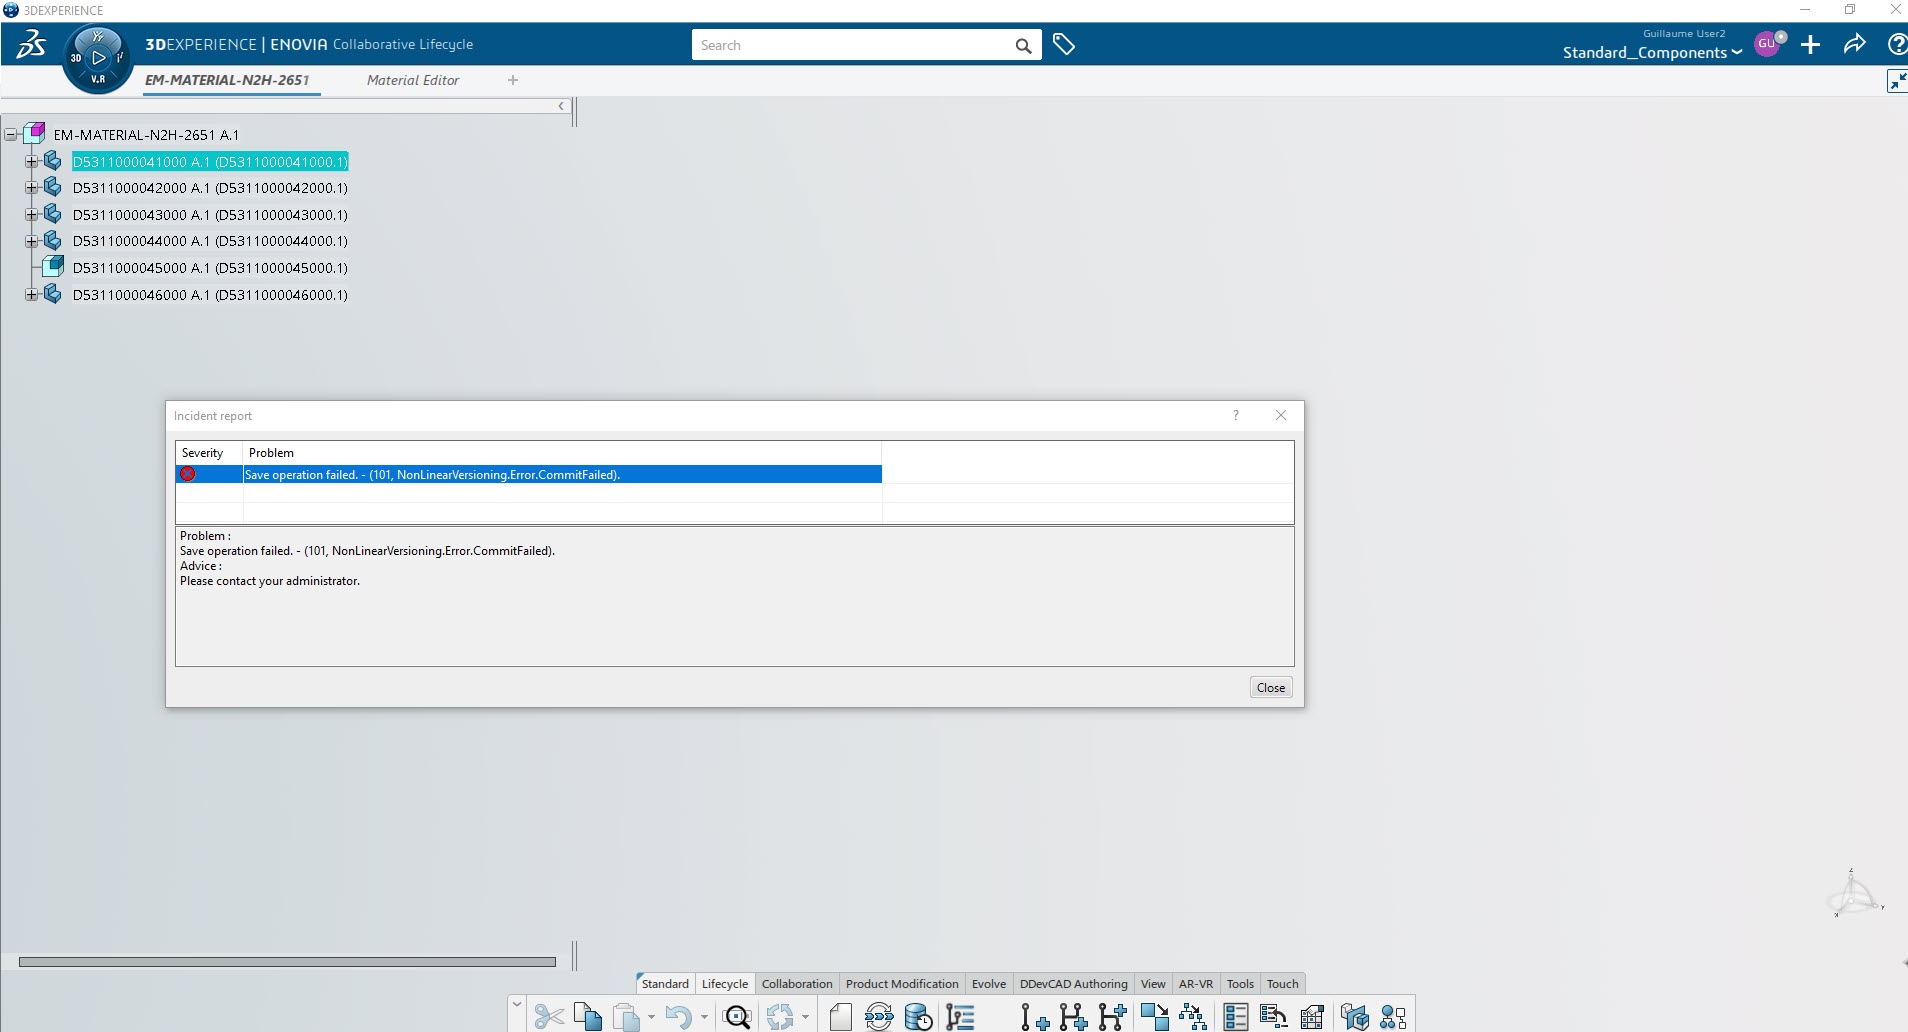 3DEXPERIENCE
3DEXPERIENCE | ENOVIA Collaborative Lifecycle
Search
Guillaume User2
Standard_Components
GU
3D
V.R
EM-MATERIAL-N2H-2651
Material Editor
+
EM-MATERIAL-N2H-2651 A.1
D5311000041000 A.1 (D5311000041000.1)
D5311000042000 A.1 (D5311000042000.1)
D5311000043000 A.1 (D5311000043000.1)
D5311000044000 A.1 (D5311000044000.1)
D5311000045000 A.1 (D5311000045000.1)
D5311000046000 A.1 (D5311000046000.1)
Incident report
?
Severity Problem
Save operation failed. - (101, NonLinearVersioning.Error.CommitFailed).
Problem :
Save operation failed. - (101, NonLinearVersioning.Error.CommitFailed).
Advice :
Please contact your administrator.
Close
Standard Lifecycle Collaboration Product Modification Evolve DDevCAD Authoring View AR-VR Tools Touch